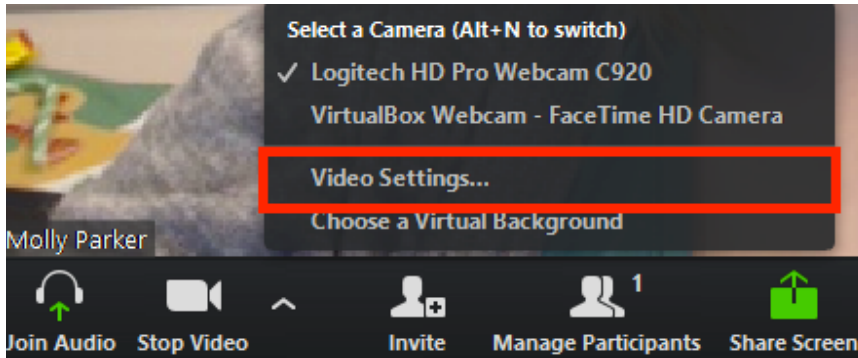 Select a Camera (Alt+N to switch)
✓ Logitech HD Pro Webcam C920
VirtualBox Webcam - FaceTime HD Camera
Video Settings...
Choose a Virtual Background
Molly Parker
1
Join Audio Stop Video Invite Manage Participants Share Screen